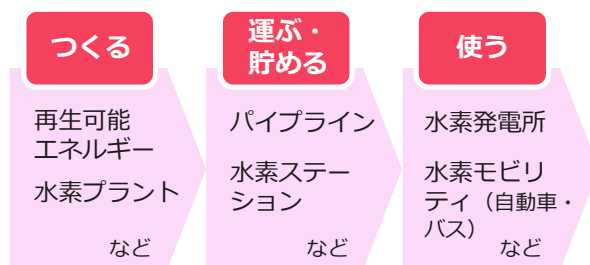 つくる
再生可能
エネルギー
水素プラント
など
運ぶ・
貯める
パイプライン
水素ステー
ション
など
使う
水素発電所
水素モビリ
ティ（自動車・
バス）
など